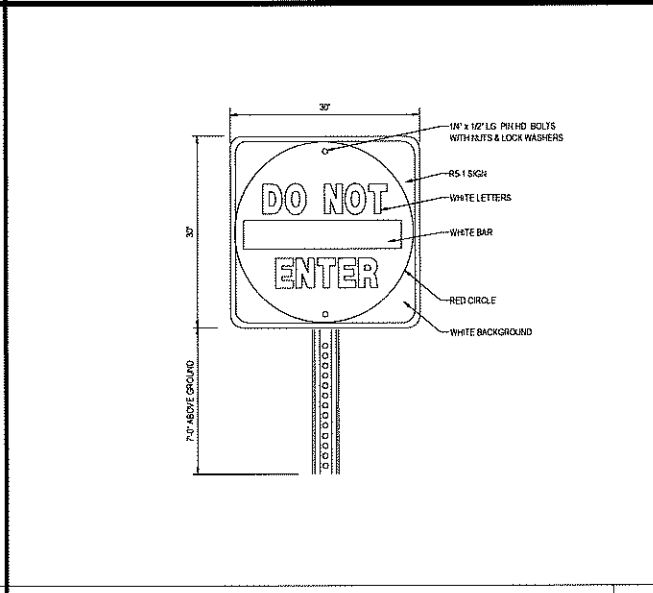 30"
1/4" x 1/2" LG PIN HD BOLTS
WITH NUTS & LOCK WASHERS
R5-1 SIGN
DO NOT
WHITE LETTERS
30"
WHITE BAR
ENTER
RED CIRCLE
WHITE BACKGROUND
7'-0" ABOVE GROUND